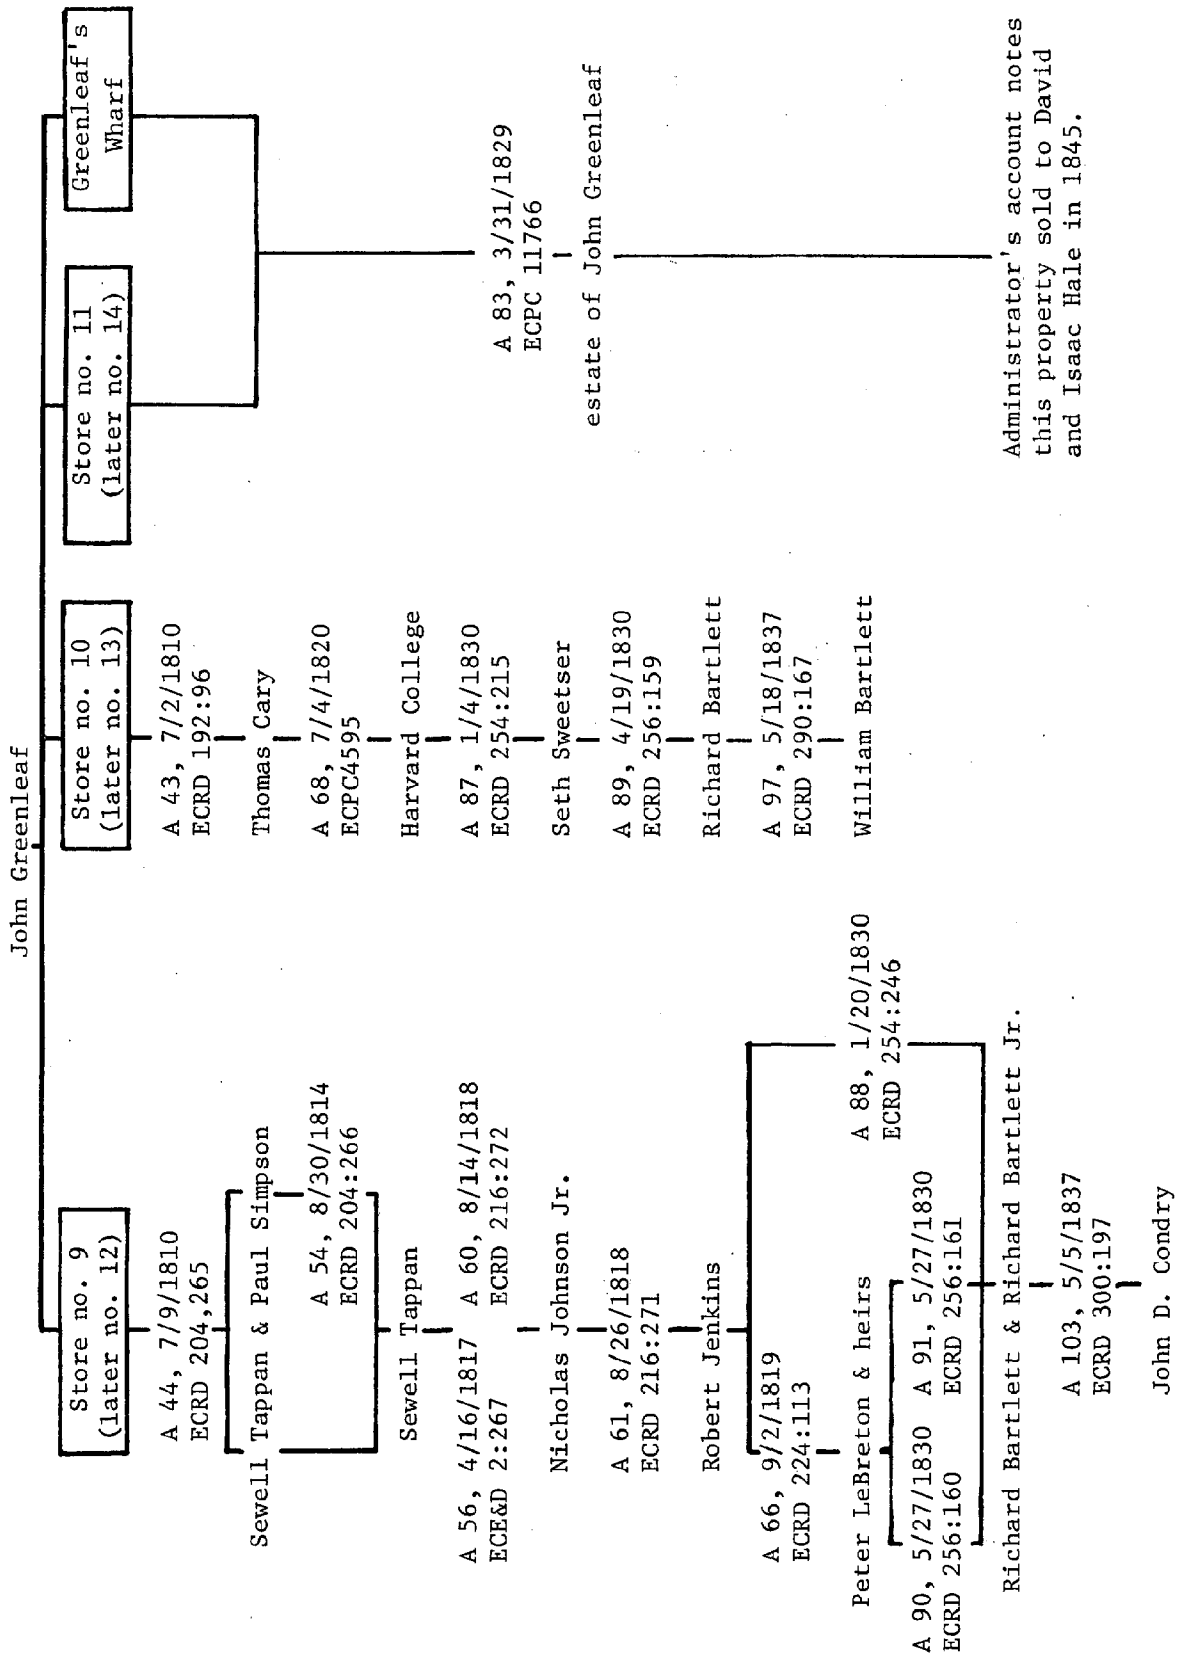 John Greenleaf
Store no. 9
(later no. 12)
A 44, 7/9/1810
ECRD 204,265
Sewell Tappan & Paul Simpson
A 54, 8/30/1814
ECRD 204:266
Sewell Tappan
A 56, 4/16/1817
ECE&D 2:267
A 60, 8/14/1818
ECRD 216:272
Nicholas Johnson Jr.
A 61, 8/26/1818
ECRD 216:271
Robert Jenkins
A 66, 9/2/1819
ECRD 224:113
Peter LeBreton & heirs
A 88, 1/20/1830
ECRD 254:246
A 90, 5/27/1830
ECRD 256:160
A 91, 5/27/1830
ECRD 256:161
Richard Bartlett & Richard Bartlett Jr.
A 103, 5/5/1837
ECRD 300:197
John D. Condry
Store no. 10
(later no. 13)
A 43, 7/2/1810
ECRD 192:96
Thomas Cary
A 68, 7/4/1820
ECPC4595
Harvard College
A 87, 1/4/1830
ECRD 254:215
Seth Sweetser
A 89, 4/19/1830
ECRD 256:159
Richard Bartlett
A 97, 5/18/1837
ECRD 290:167
William Bartlett
Store no. 11
(later no. 14)
Greenleaf's
Wharf
A 83, 3/31/1829
ECPC 11766
estate of John Greenleaf
Administrator's account notes
this property sold to David
and Isaac Hale in 1845.